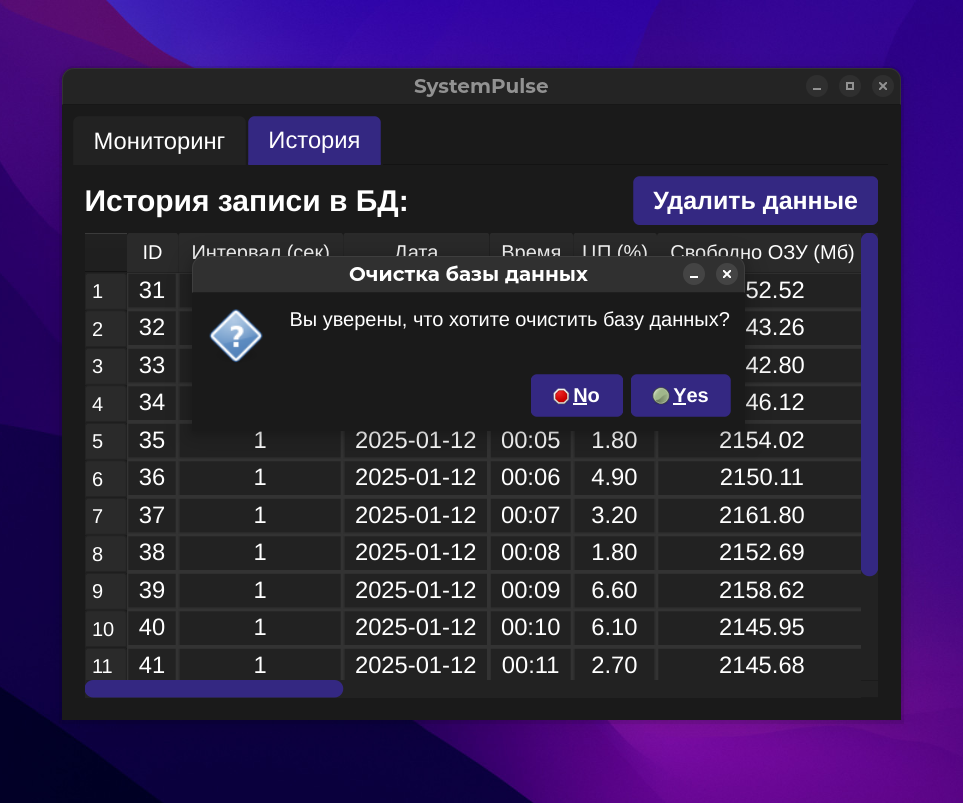 SystemPulse
Мониторинг История
История записи в БД: Удалить данные
ID Интервал (сек) Дата Время ЦП (%) Свободно ОЗУ (Мб)
Очистка базы данных
Вы уверены, что хотите очистить базу данных?
No Yes
1 31 52.52
2 32 43.26
3 33 42.80
4 34 46.12
5 35 1 2025-01-12 00:05 1.80 2154.02
6 36 1 2025-01-12 00:06 4.90 2150.11
7 37 1 2025-01-12 00:07 3.20 2161.80
8 38 1 2025-01-12 00:08 1.80 2152.69
9 39 1 2025-01-12 00:09 6.60 2158.62
10 40 1 2025-01-12 00:10 6.10 2145.95
11 41 1 2025-01-12 00:11 2.70 2145.68